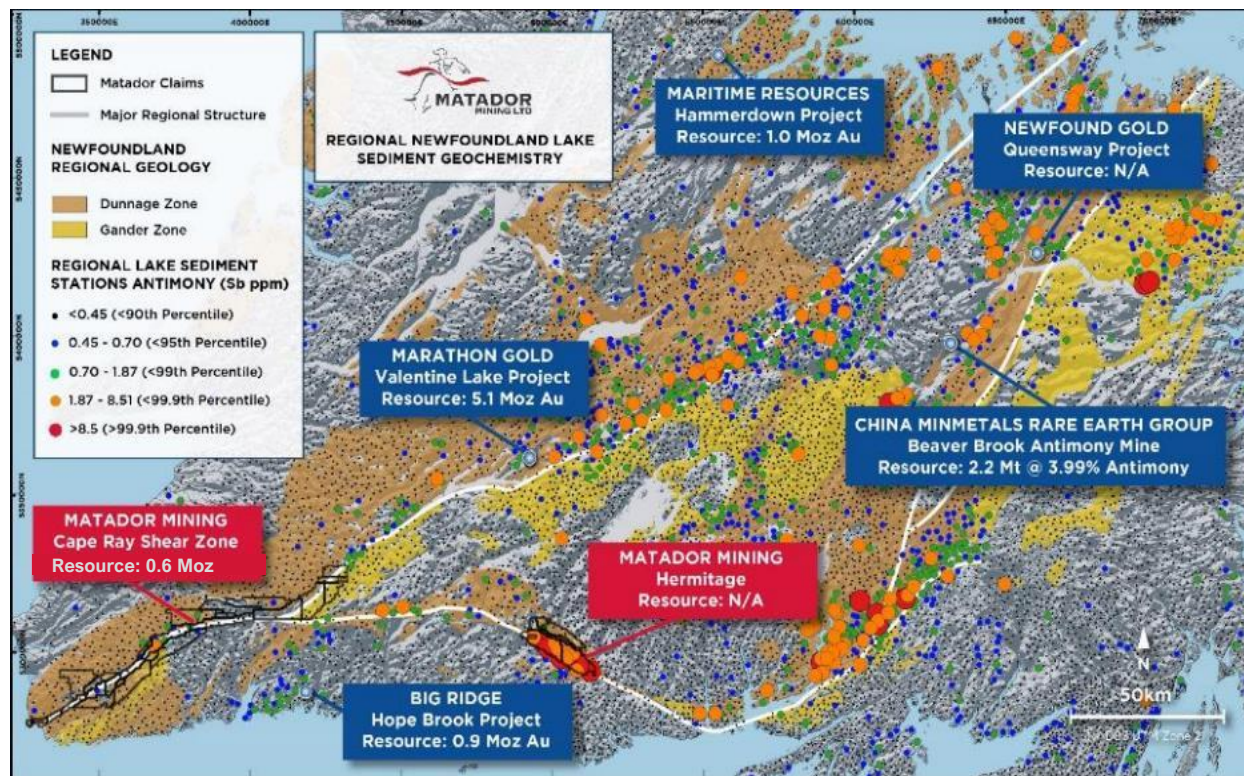 350000E
400000E
600000E
5450000N
5400000N
LEGEND
Matador Claims
Major Regional Structure
NEWFOUNDLAND
REGIONAL GEOLOGY
Dunnage Zone
Gander Zone
REGIONAL LAKE SEDIMENT
STATIONS ANTIMONY (Sb ppm)
<0.45 (<90th Percentile)
0.45 - 0.70 (<95th Percentile)
0.70 - 1.87 (<99th Percentile)
1.87 - 8.51 (<99.9th Percentile)
>8.5 (>99.9th Percentile)
MATADOR
MINING LTD
REGIONAL NEWFOUNDLAND LAKE
SEDIMENT GEOCHEMISTRY
MARITIME RESOURCES
Hammerdown Project
Resource: 1.0 Moz Au
NEWFOUND GOLD
Queensway Project
Resource: N/A
MARATHON GOLD
Valentine Lake Project
Resource: 5.1 Moz Au
CHINA MINMETALS RARE EARTH GROUP
Beaver Brook Antimony Mine
Resource: 2.2 Mt @ 3.99% Antimony
MATADOR MINING
Cape Ray Shear Zone
Resource: 0.6 Moz
MATADOR MINING
Hermitage
Resource: N/A
BIG RIDGE
Hope Brook Project
Resource: 0.9 Moz Au
N
50km